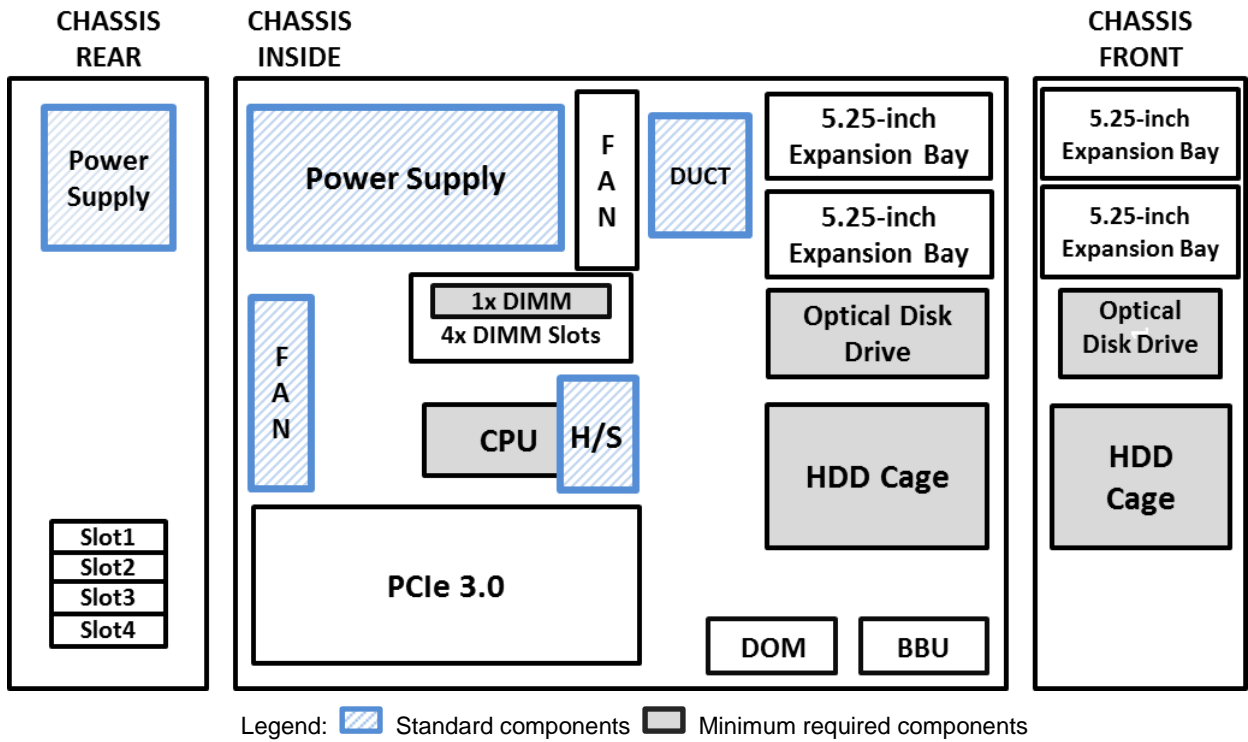 CHASSIS
REAR
Power
Supply
Slot1
Slot2
Slot3
Slot4
CHASSIS
INSIDE
Power Supply
F
A
N
DUCT
5.25-inch
Expansion Bay
5.25-inch
Expansion Bay
1x DIMM
4x DIMM Slots
Optical Disk
Drive
F
A
N
CPU
H/S
HDD Cage
PCIe 3.0
DOM
BBU
CHASSIS
FRONT
5.25-inch
Expansion Bay
5.25-inch
Expansion Bay
Optical
Disk Drive
HDD
Cage
Legend: Standard components Minimum required components